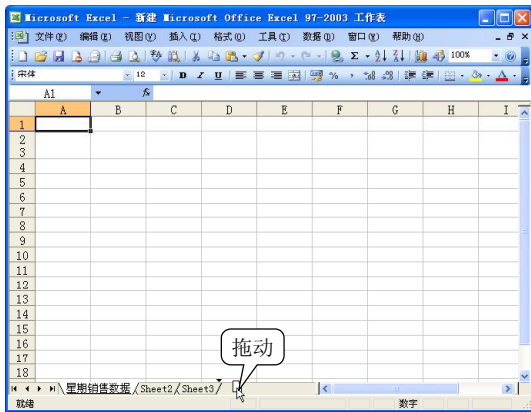 Microsoft Excel - 新建 Microsoft Office Excel 97-2003 工作表
文件(F) 编辑(E) 视图(V) 插入(I) 格式(O) 工具(T) 数据(D) 窗口(W) 帮助(H)
100%
宋体 12 B I U
A1 fx
A B C D E F G H I
1
2
3
4
5
6
7
8
9
10
11
12
13
14
15
16
17
18
拖动
星期销售数据 Sheet2 Sheet3
就绪 数字